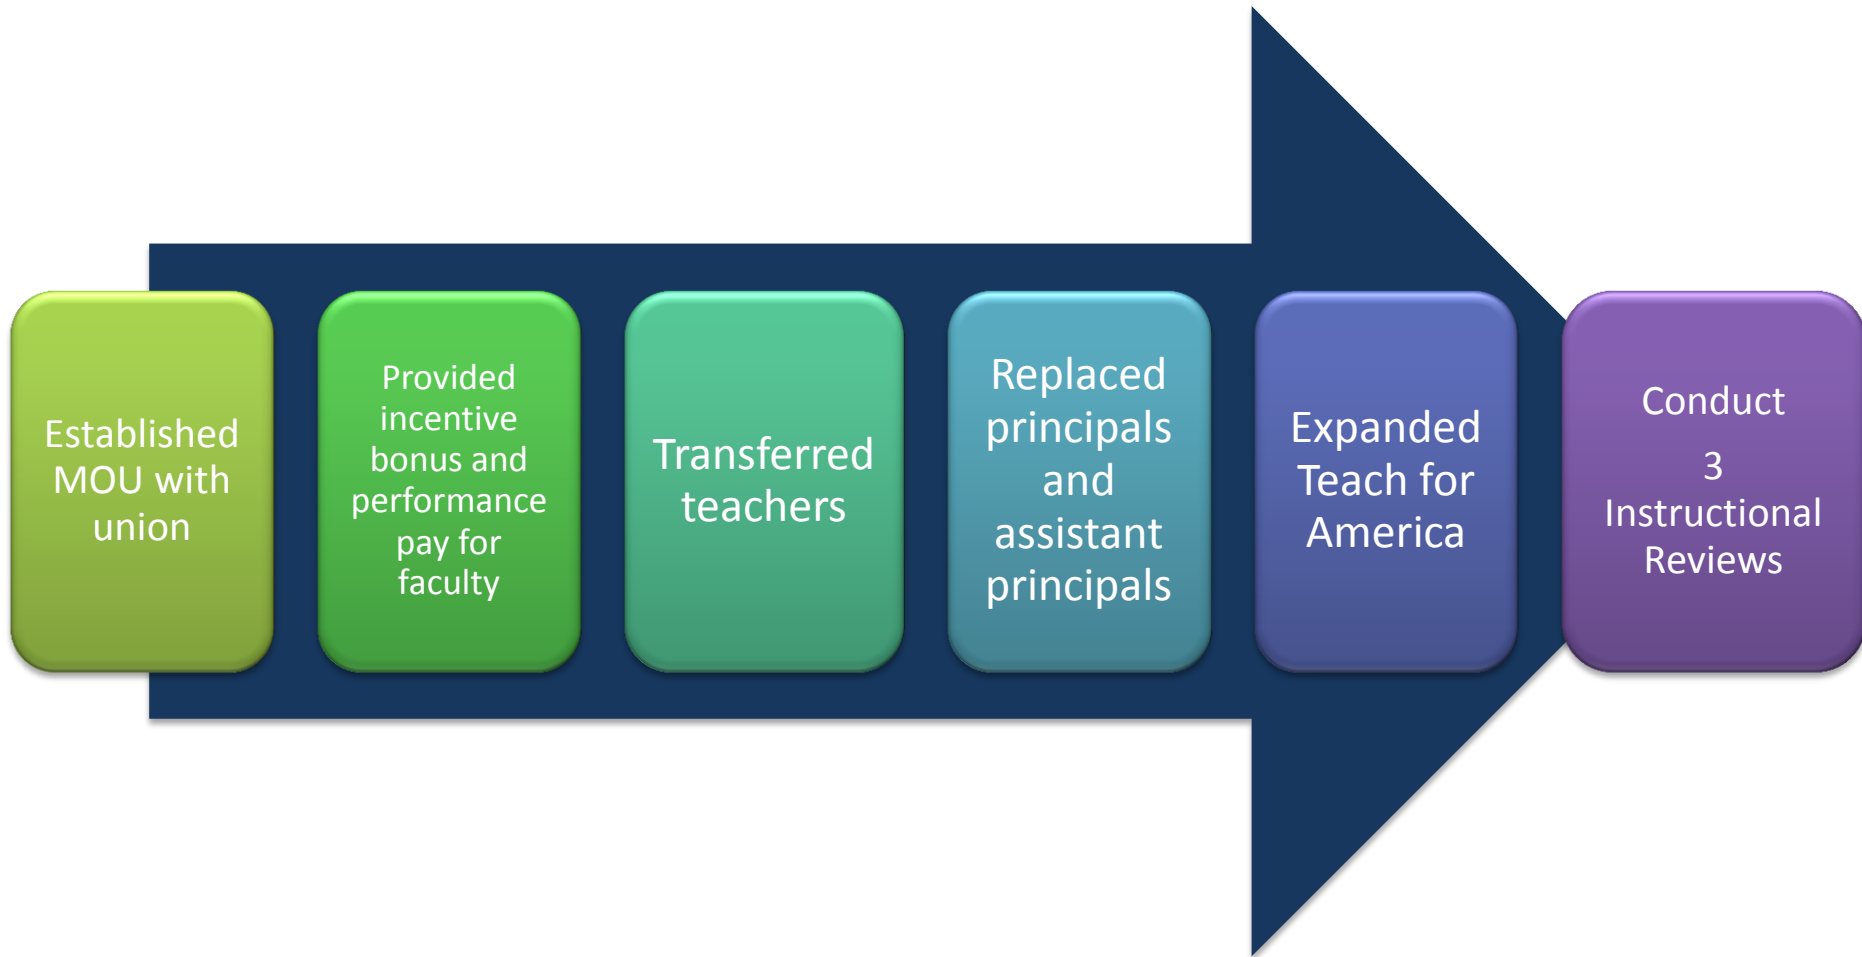 Established
MOU with
union
Provided
incentive
bonus and
performance
pay for
faculty
Transferred
teachers
Replaced
principals
and
assistant
principals
Expanded
Teach for
America
Conduct
3
Instructional
Reviews